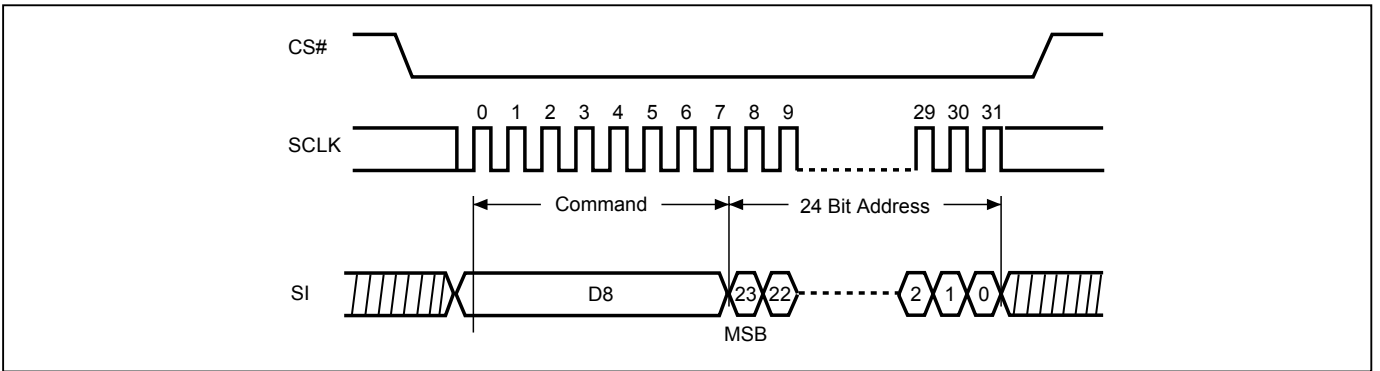 CS#
0 1 2 3 4 5 6 7 8 9 29 30 31
SCLK
Command 24 Bit Address
SI D8 23 22 2 1 0
MSB